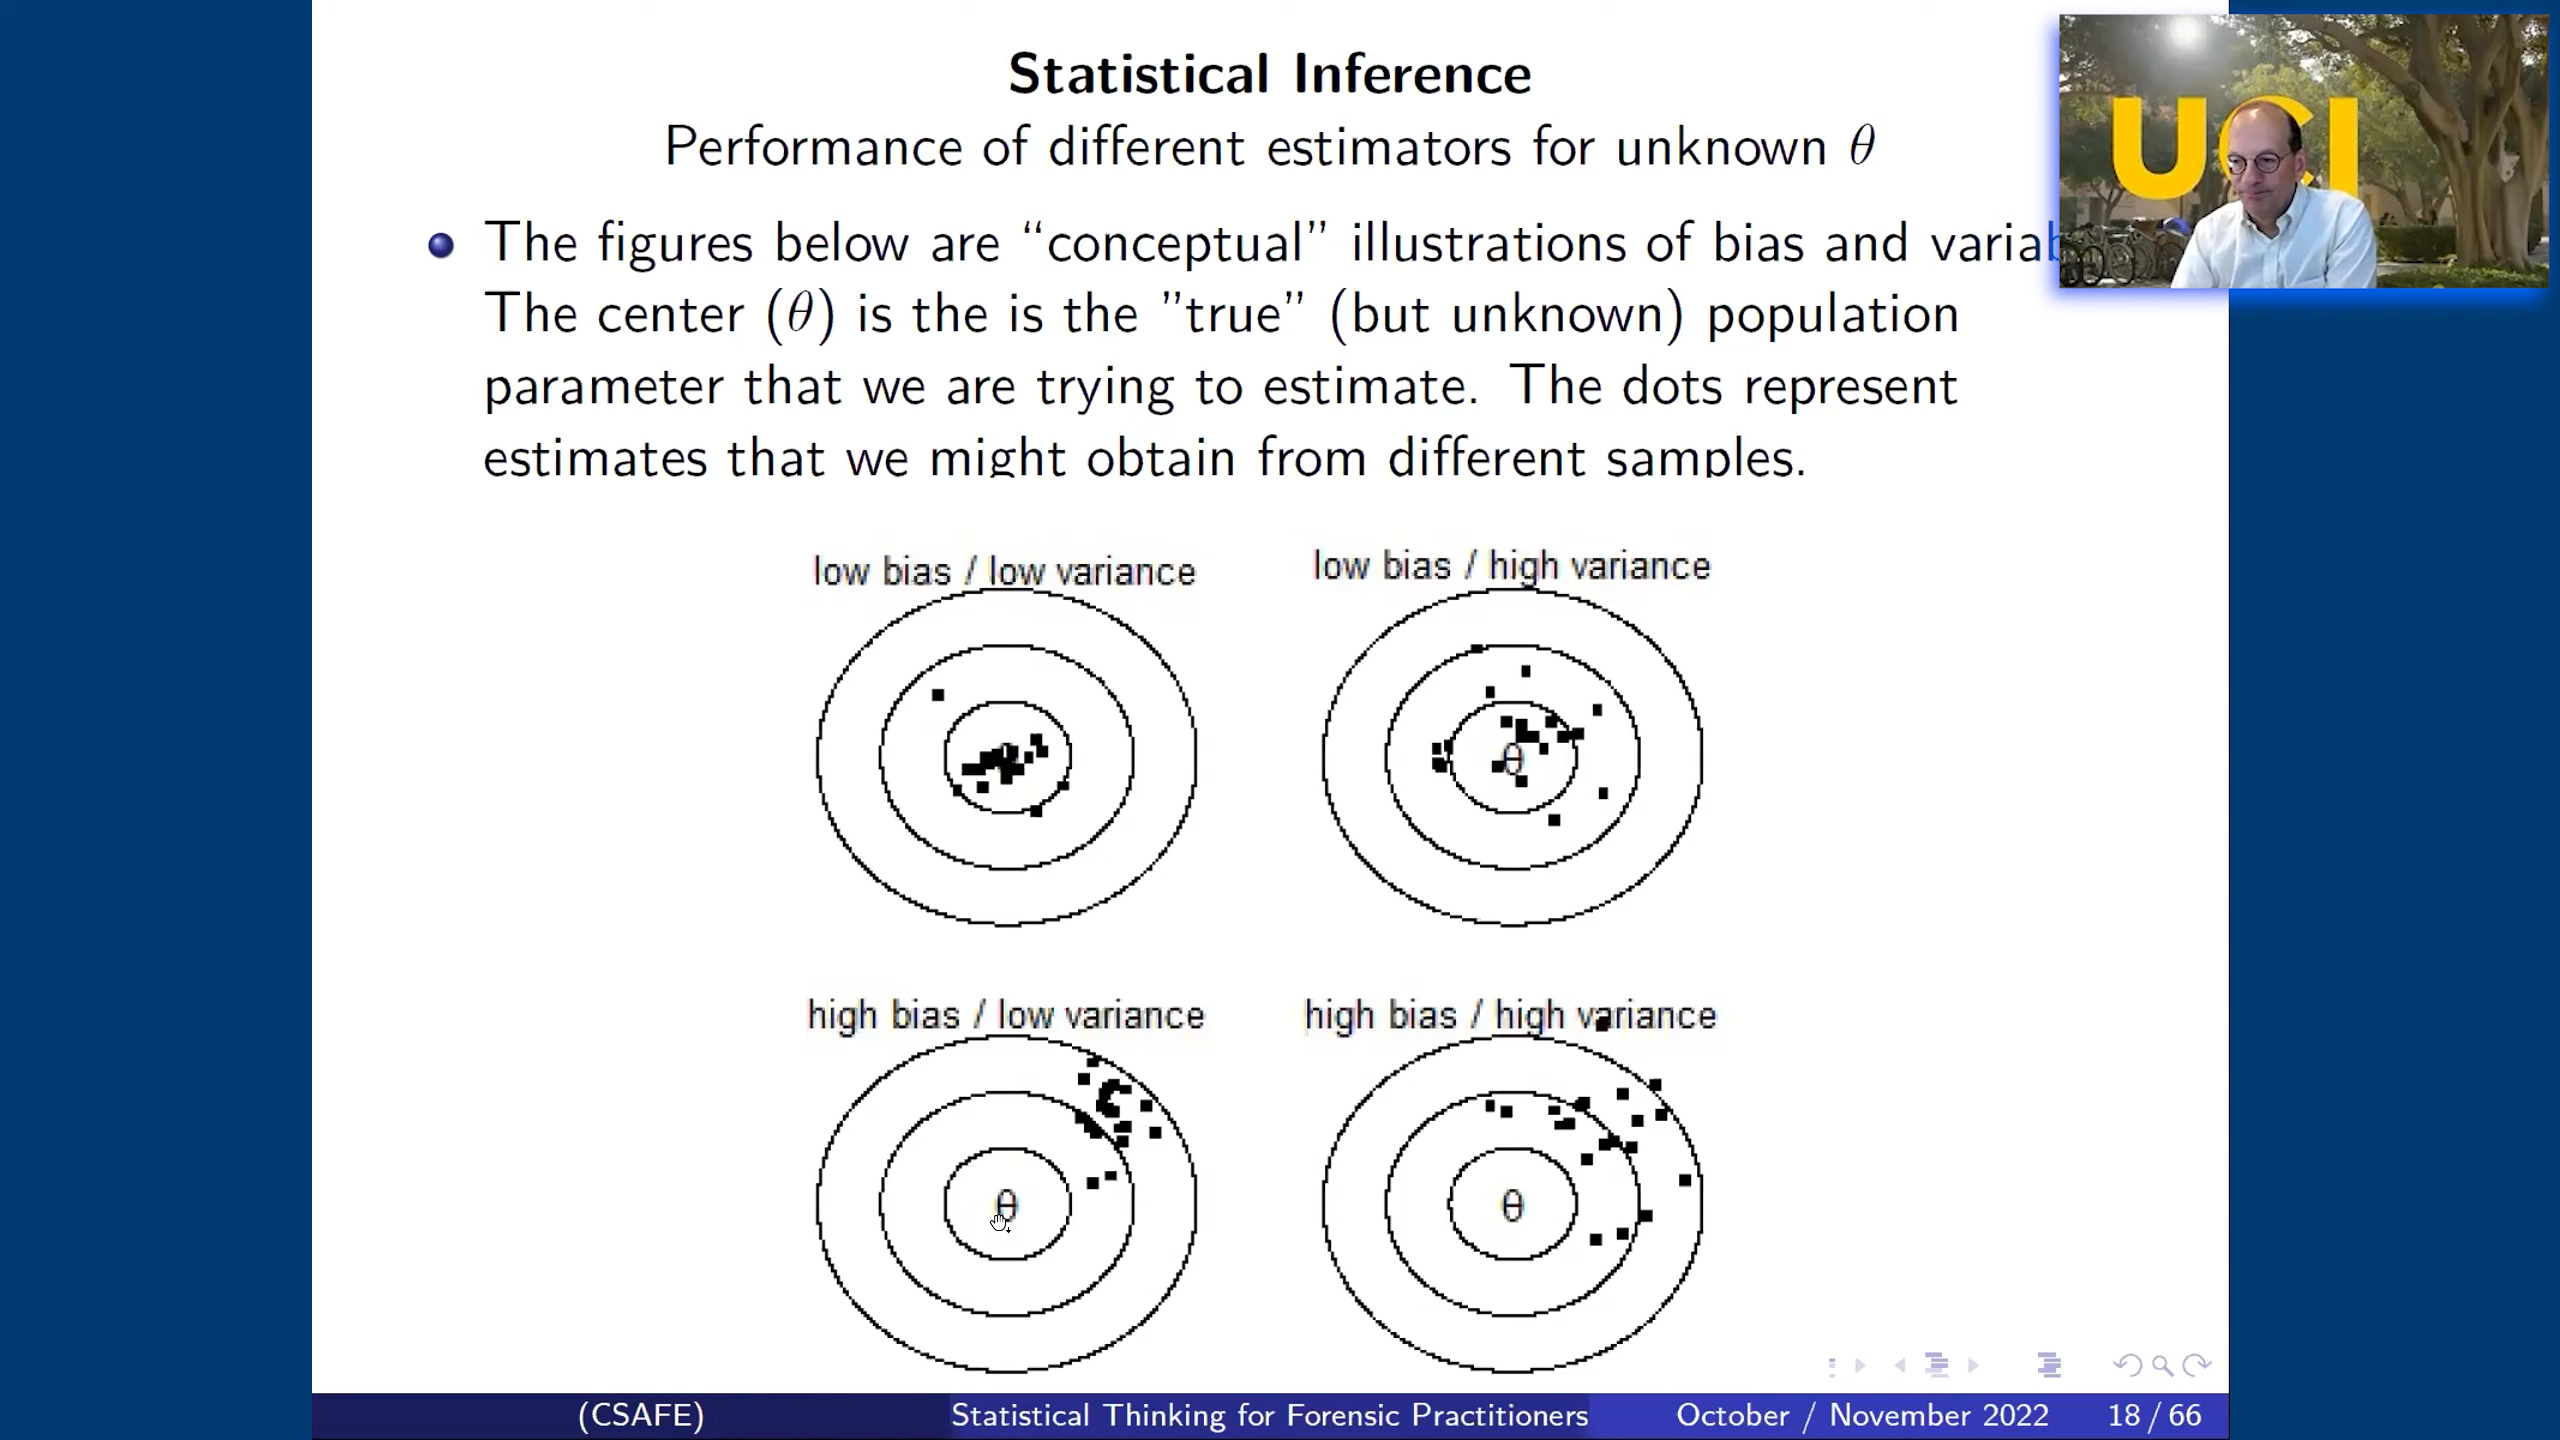 Statistical Inference
Performance of different estimators for unknown θ
The figures below are “conceptual” illustrations of bias and
The center (θ) is the is the ”true” (but unknown) population
parameter that we are trying to estimate. The dots represent
estimates that we might obtain from different samples.
low bias / low variance
low bias / high variance
θ
high bias / low variance
high bias / high variance
θ
θ
(CSAFE)
Statistical Thinking for Forensic Practitioners
October / November 2022
18 / 66
UCI